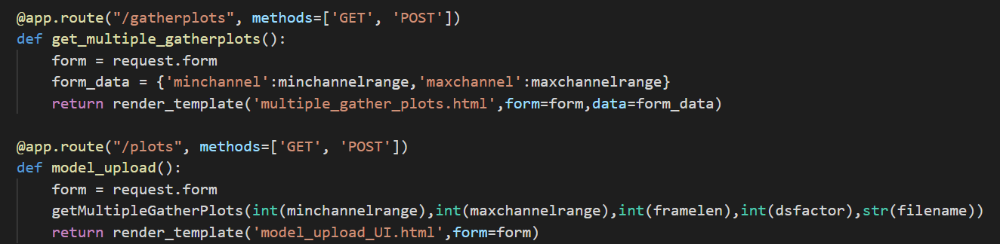 @app.route("/gatherplots", methods=['GET', 'POST'])
def get_multiple_gatherplots():
    form = request.form
    form_data = {'minchannel':minchannelrange,'maxchannel':maxchannelrange}
    return render_template('multiple_gather_plots.html',form=form,data=form_data)

@app.route("/plots", methods=['GET', 'POST'])
def model_upload():
    form = request.form
    getMultipleGatherPlots(int(minchannelrange),int(maxchannelrange),int(framelen),int(dsfactor),str(filename))
    return render_template('model_upload_UI.html',form=form)